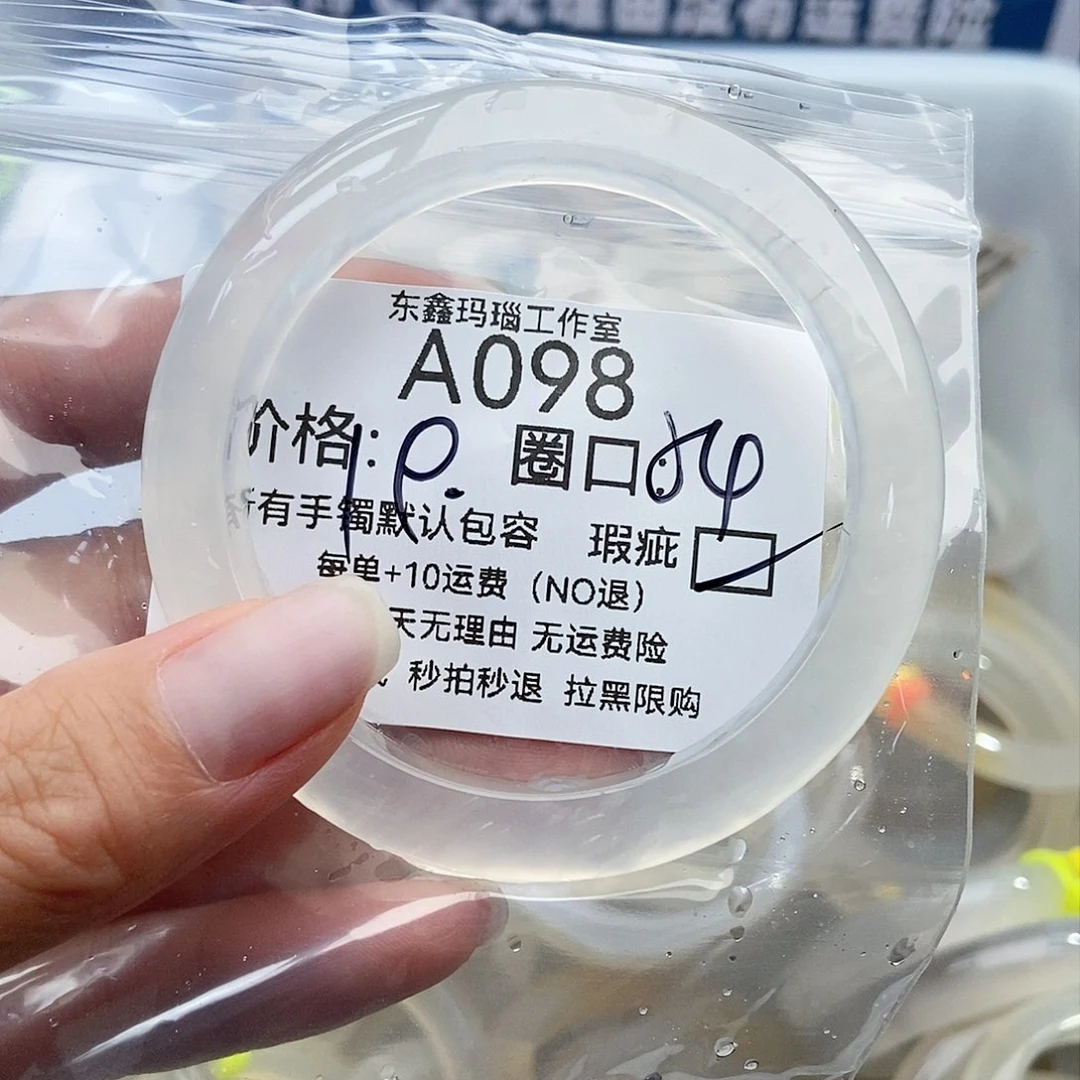 东鑫玛瑙工作室
A098
价格: 圈口:
所有手镯默认包容 瑕疵
每单+10运费（NO退）
天无理由 无运费险
秒拍秒退 拉黑限购